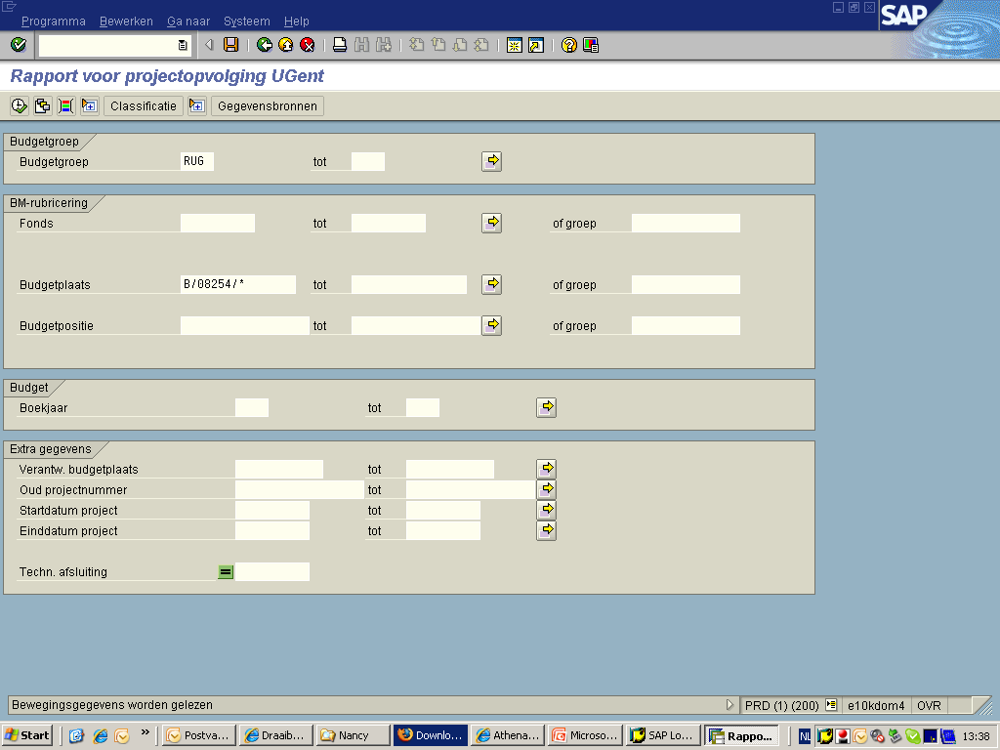 Programma Bewerken Ga naar Systeem Help
SAP
Rapport voor projectopvolging UGent
Classificatie Gegevensbronnen
Budgetgroep
Budgetgroep RUG tot
BM-rubricering
Fonds tot of groep
Budgetplaats B/08254/* tot of groep
Budgetpositie tot of groep
Budget
Boekjaar tot
Extra gegevens
Verantw. budgetplaats tot
Oud projectnummer tot
Startdatum project tot
Einddatum project tot
Techn. afsluiting =
Bewegingsgegevens worden gelezen PRD (1) (200) e10kdom4 OVR
Start » Postva... Draaib... Nancy Downlo... Athena... Microso... SAP Lo... Rappo... NL 13:38